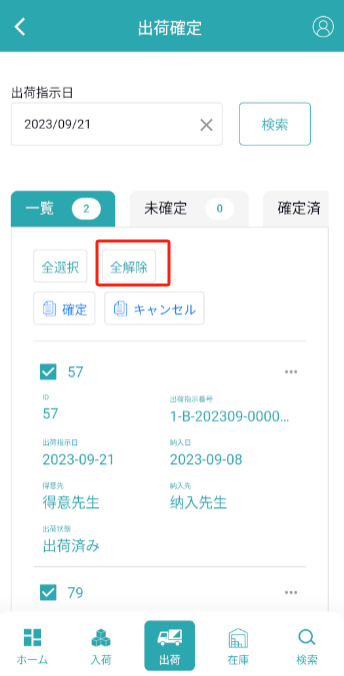 出荷確定
出荷指示日
2023/09/21
検索
一覧 2 未確定 0 確定済
全選択 全解除
確定 キャンセル
57
ID 出荷指示番号
57 1-B-202309-0000...
出荷指示日 納入日
2023-09-21 2023-09-08
得意先 納入先
得意先生 納入先生
出荷状態
出荷済み
79
ホーム 入荷 出荷 在庫 検索